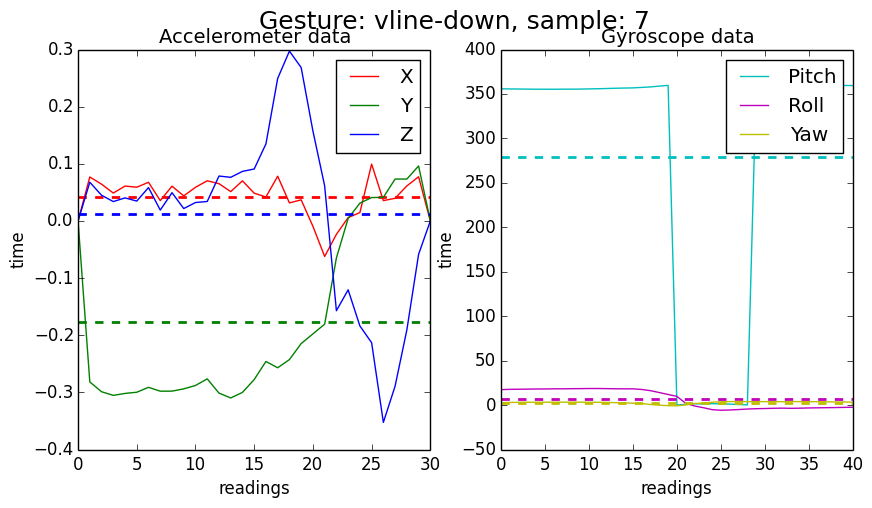 Gesture: vline-down, sample: 7
Accelerometer data
0.3
0.2
0.1
0.0
−0.1
−0.2
−0.3
−0.4
time
0
5
10
15
20
25
30
readings
X
Y
Z
Gyroscope data
400
350
300
250
200
150
100
50
0
−50
time
0
5
10
15
20
25
30
35
40
readings
Pitch
Roll
Yaw